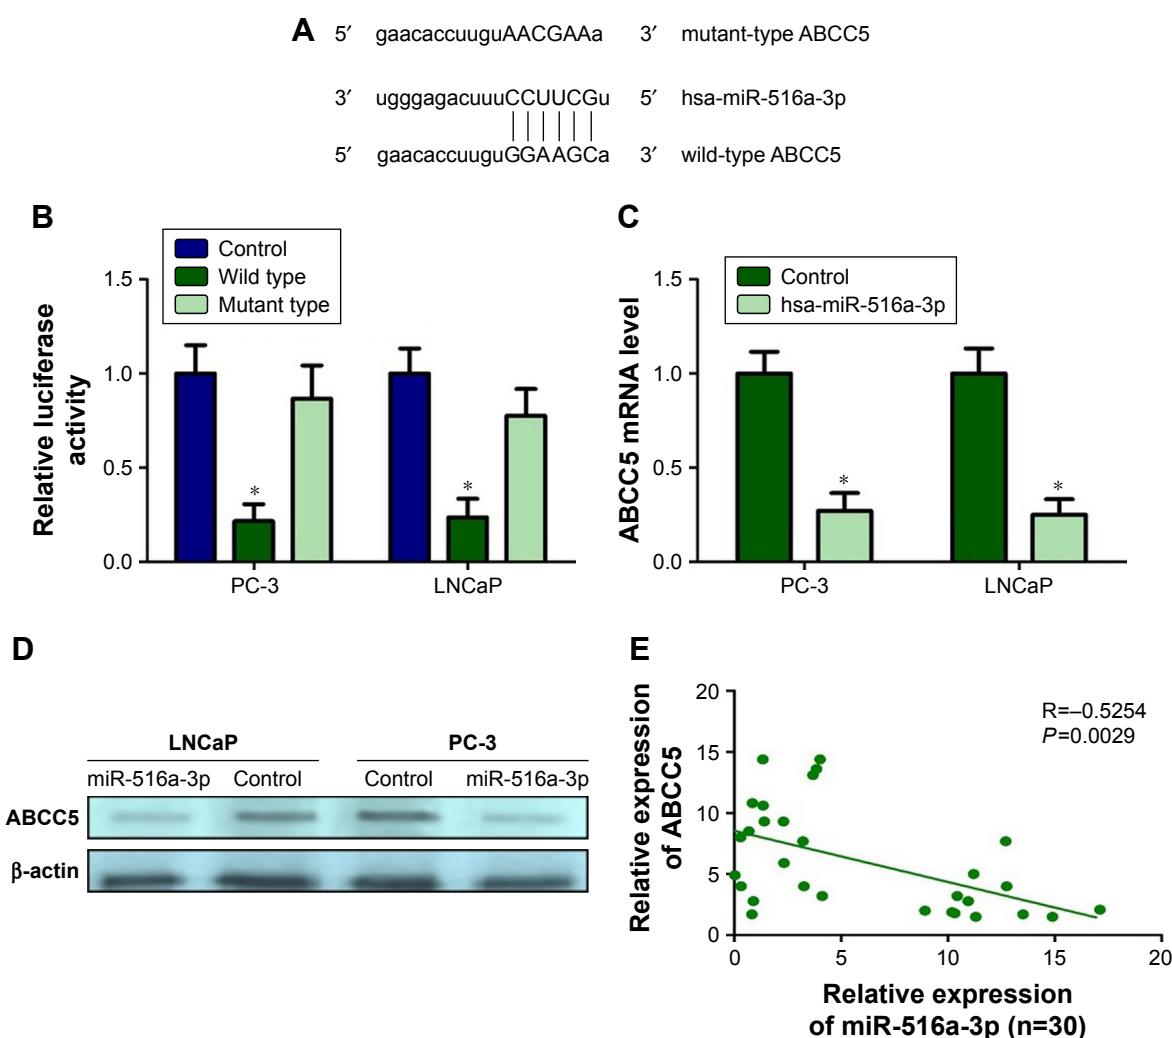 A
5′ gaacaccuuguAACGAAa 3′ mutant-type ABCC5
3′ ugggagacuuuCCUUCGu 5′ hsa-miR-516a-3p
5′ gaacaccuuguGGAAGCa 3′ wild-type ABCC5
B
Control
Wild type
Mutant type
Relative luciferase
activity
1.5
1.0
0.5
0.0
*
*
PC-3
LNCaP
C
Control
hsa-miR-516a-3p
ABCC5 mRNA level
1.5
1.0
0.5
0.0
*
*
PC-3
LNCaP
D
LNCaP
PC-3
miR-516a-3p Control Control miR-516a-3p
ABCC5
β-actin
E
R=–0.5254
P=0.0029
Relative expression
of ABCC5
20
15
10
5
0
0 5 10 15 20
Relative expression
of miR-516a-3p (n=30)